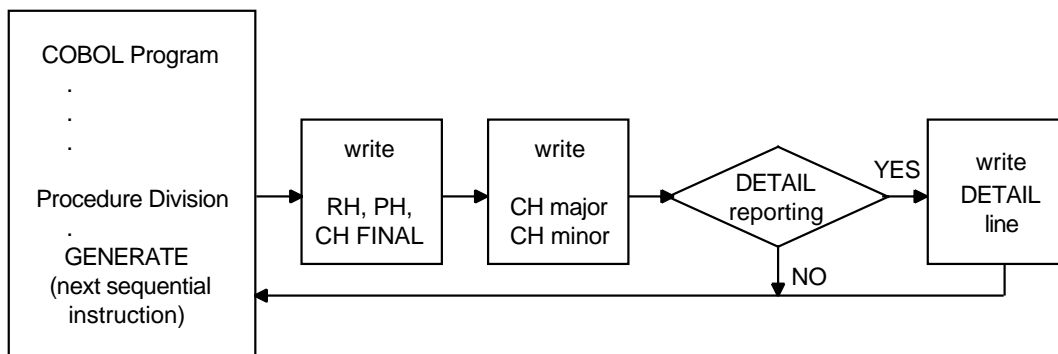 COBOL Program
.
.
.
Procedure Division
.
GENERATE
(next sequential
instruction)
write
RH, PH,
CH FINAL
write
CH major
CH minor
DETAIL
reporting
YES
NO
write
DETAIL
line